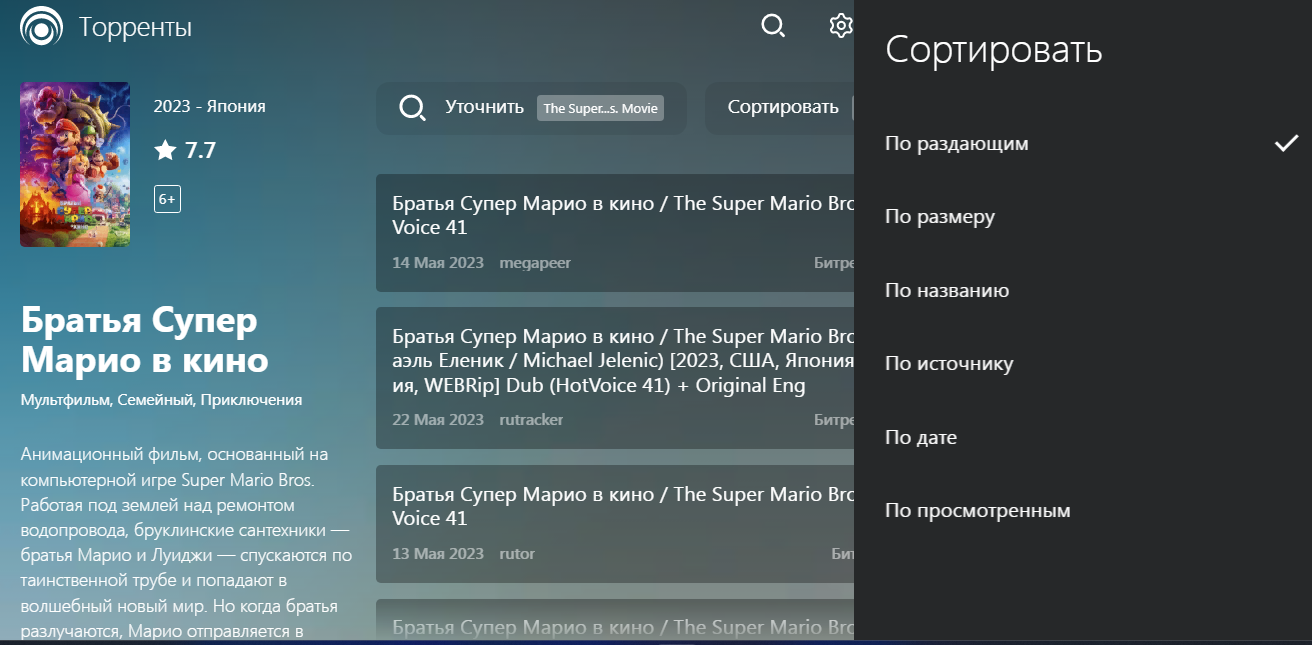 Торренты
2023 - Япония
7.7
6+
Братья Супер
Марио в кино
Мультфильм, Семейный, Приключения
Анимационный фильм, основанный на
компьютерной игре Super Mario Bros.
Работая под землей над ремонтом
водопровода, бруклинские сантехники —
братья Марио и Луиджи — спускаются по
таинственной трубе и попадают в
волшебный новый мир. Но когда братья
разлучаются, Марио отправляется в
Уточнить The Super...s. Movie
Сортировать
Братья Супер Марио в кино / The Super Mario Bro
Voice 41
14 Мая 2023 megapeer Битре
Братья Супер Марио в кино / The Super Mario Bro
аэль Еленик / Michael Jelenic) [2023, США, Япония
ия, WEBRip] Dub (HotVoice 41) + Original Eng
22 Мая 2023 rutracker Битре
Братья Супер Марио в кино / The Super Mario Bro
Voice 41
13 Мая 2023 rutor Бит
Братья Супер Марио в кино / The Super Mario Bro
Сортировать
По раздающим
По размеру
По названию
По источнику
По дате
По просмотренным